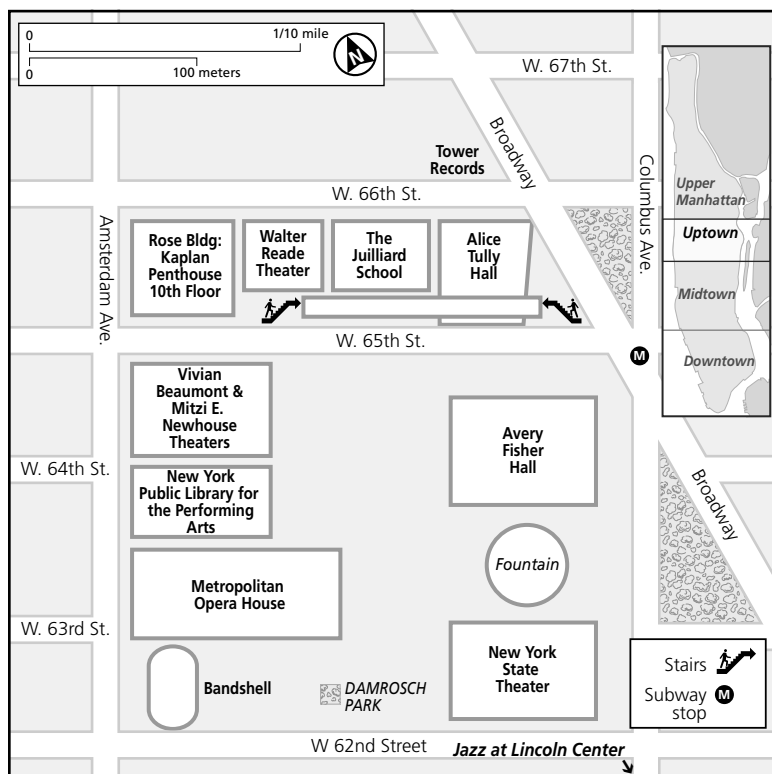 0
1/10 mile
0
100 meters
N
W. 67th St.
Broadway
Columbus Ave.
Tower
Records
W. 66th St.
Upper
Manhattan
Uptown
Midtown
Downtown
Amsterdam Ave.
Rose Bldg:
Kaplan
Penthouse
10th Floor
Walter
Reade
Theater
The
Juilliard
School
Alice
Tully
Hall
W. 65th St.
M
Vivian
Beaumont &
Mitzi E.
Newhouse
Theaters
Avery
Fisher
Hall
W. 64th St.
New York
Public Library for
the Performing
Arts
Broadway
Fountain
Metropolitan
Opera House
W. 63rd St.
New York
State
Theater
Bandshell
DAMROSCH
PARK
Stairs
Subway
stop
M
W 62nd Street
Jazz at Lincoln Center